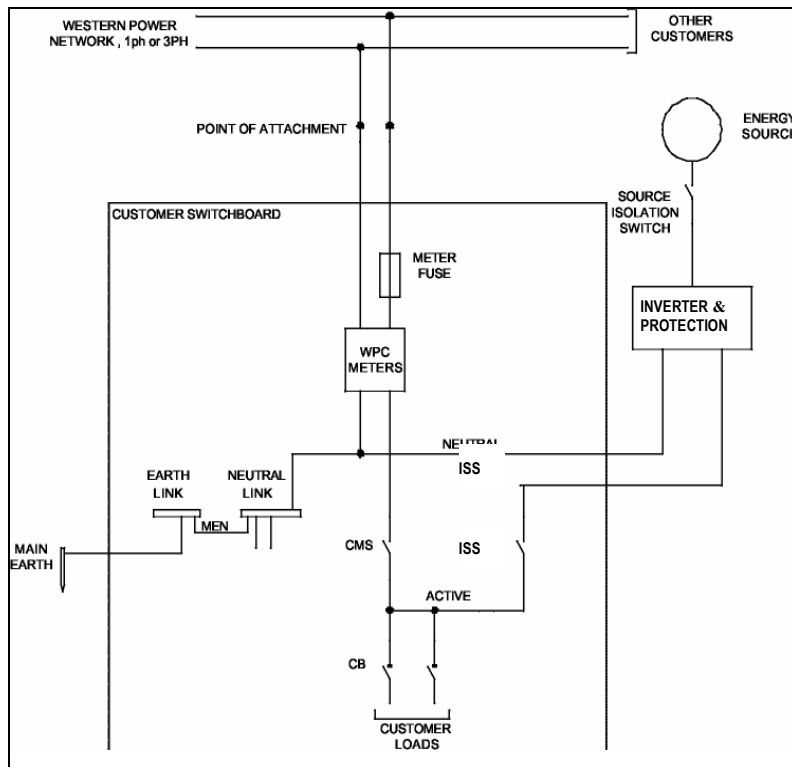 WESTERN POWER
NETWORK , 1ph or 3PH
OTHER
CUSTOMERS
POINT OF ATTACHMENT
ENERGY
SOURCE
CUSTOMER SWITCHBOARD
SOURCE
ISOLATION
SWITCH
METER
FUSE
INVERTER &
PROTECTION
WPC
METERS
NEUTRAL
ISS
EARTH
LINK
NEUTRAL
LINK
MEN
MAIN
EARTH
CMS
ISS
ACTIVE
CB
CUSTOMER
LOADS